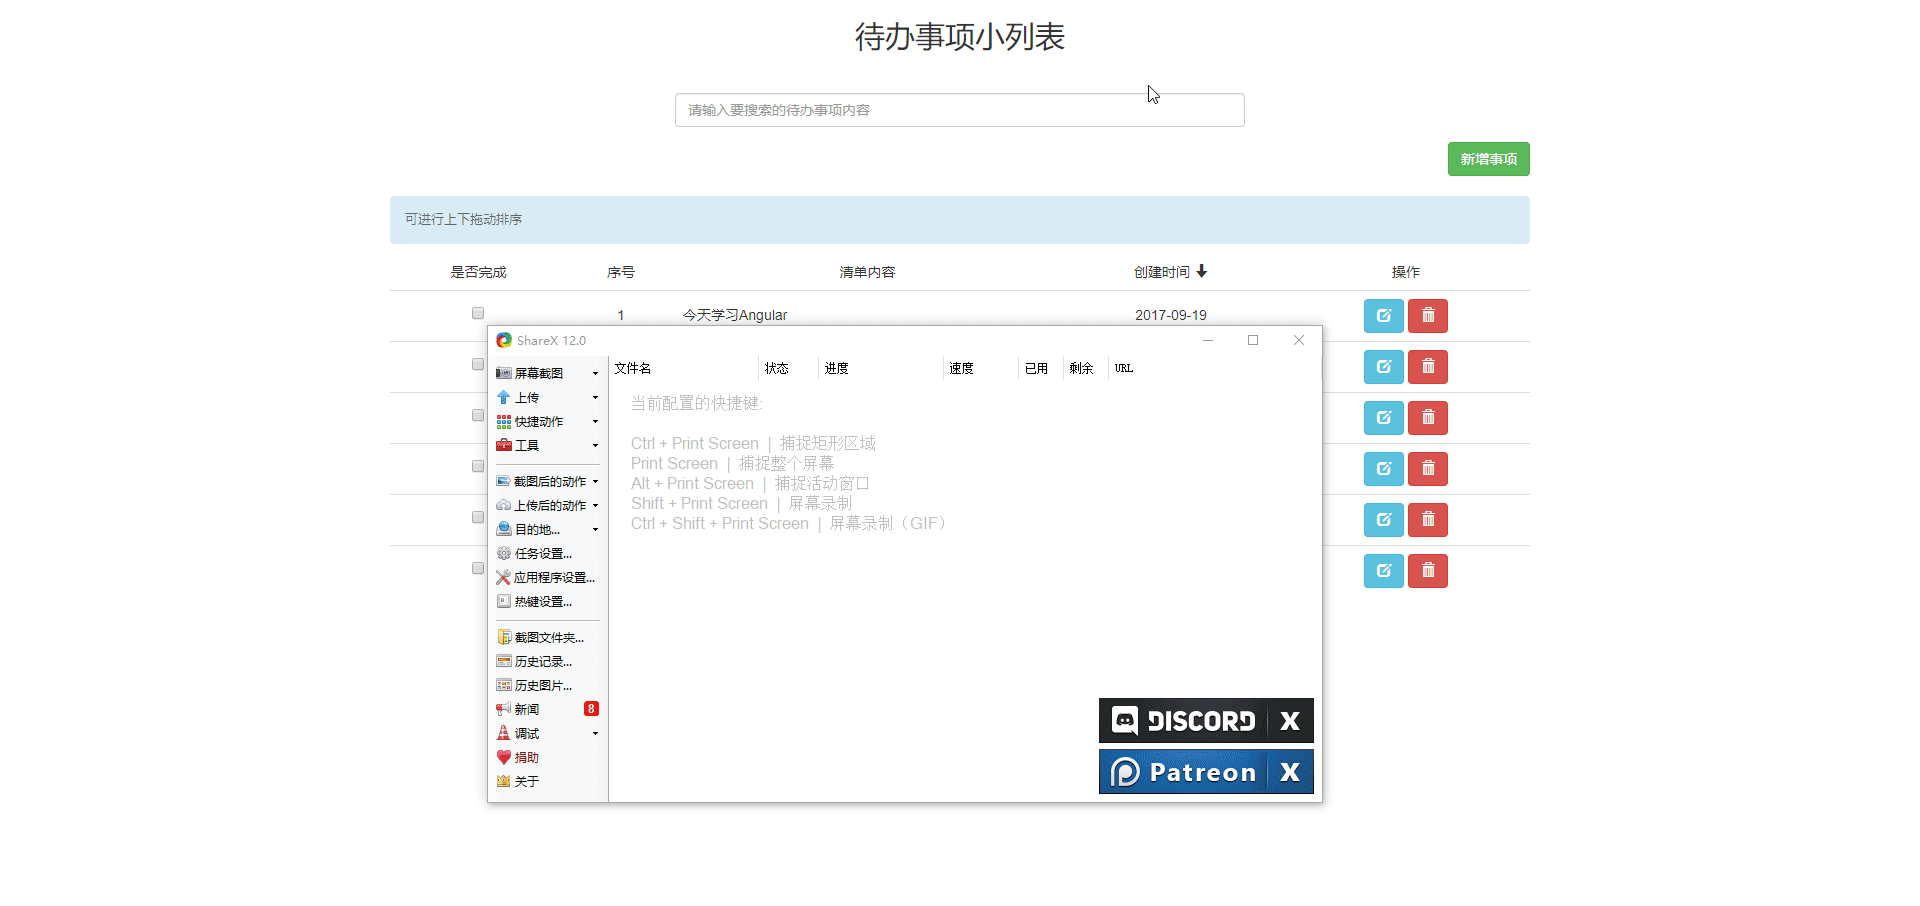 待办事项小列表
请输入要搜索的待办事项内容
新增事项
可进行上下拖动排序
是否完成 序号 清单内容 创建时间 操作
1 今天学习Angular 2017-09-19
ShareX 12.0
屏幕截图
上传
快捷动作
工具
截图后的动作
上传后的动作
目的地...
任务设置...
应用程序设置...
热键设置...
截图文件夹...
历史记录...
历史图片...
新闻 8
调试
捐助
关于
文件名 状态 进度 速度 已用 剩余 URL
当前配置的快捷键:
Ctrl + Print Screen | 捕捉矩形区域
Print Screen | 捕捉整个屏幕
Alt + Print Screen | 捕捉活动窗口
Shift + Print Screen | 屏幕录制
Ctrl + Shift + Print Screen | 屏幕录制（GIF）
DISCORD X
Patreon X